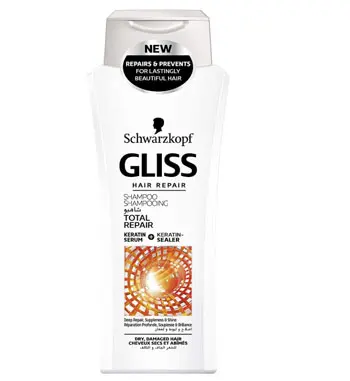 NEW
REPAIRS & PREVENTS
FOR LASTINGLY
BEAUTIFUL HAIR
Schwarzkopf
GLISS
HAIR REPAIR
SHAMPOO
SHAMPOOING
شامبو
TOTAL
REPAIR
KERATIN + KERATIN-
SERUM SEALER
Deep Repair, Suppleness & Shine
Réparation Profonde, Souplesse & Brillance
DRY, DAMAGED HAIR
CHEVEUX SECS ET ABÎMÉS